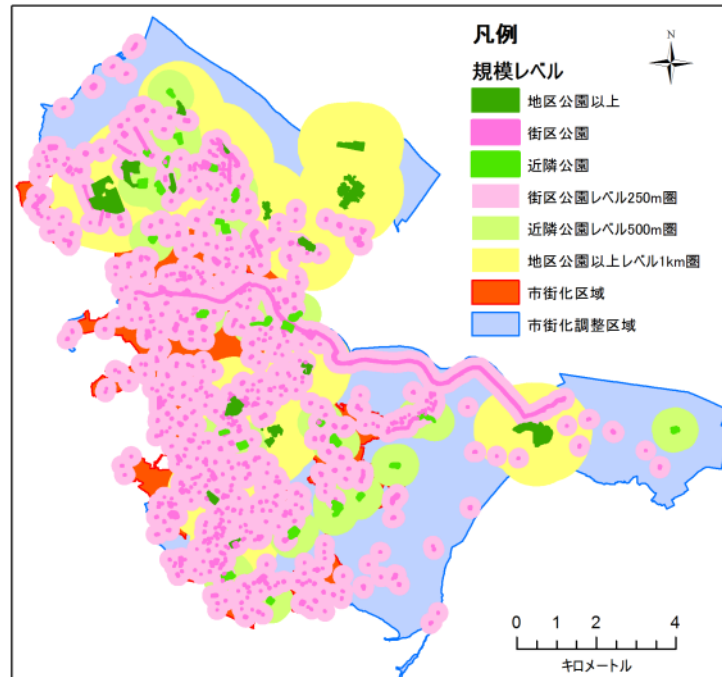 凡例
N
規模レベル
地区公園以上
街区公園
近隣公園
街区公園レベル250m圏
近隣公園レベル500m圏
地区公園以上レベル1km圏
市街化区域
市街化調整区域
0 1 2 4
キロメートル